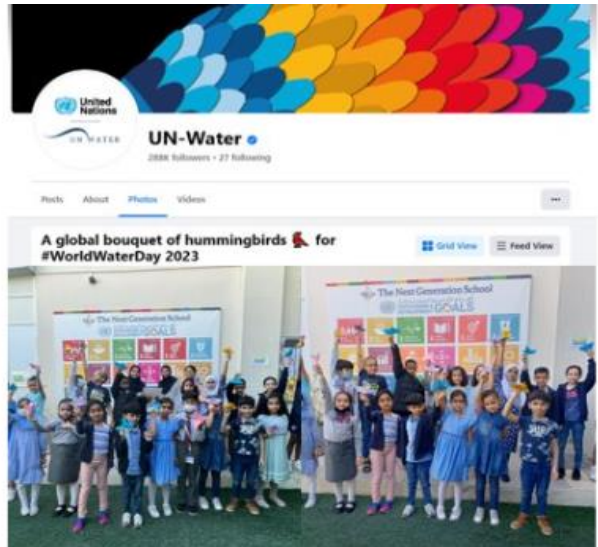 United
Nations
UN WATER
UN-Water
288K followers • 27 following
Posts About Photos Videos
A global bouquet of hummingbirds for
#WorldWaterDay 2023
Grid View
Feed View
The Next Generation School
GOALS
The Next Generation School
GOALS